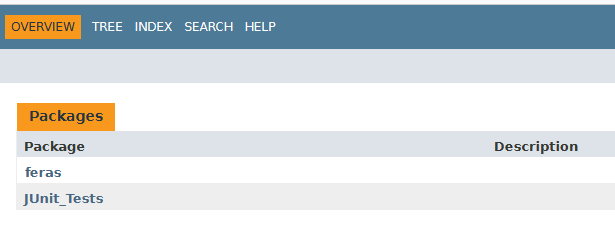 OVERVIEW TREE INDEX SEARCH HELP
Packages
Package Description
feras
JUnit_Tests